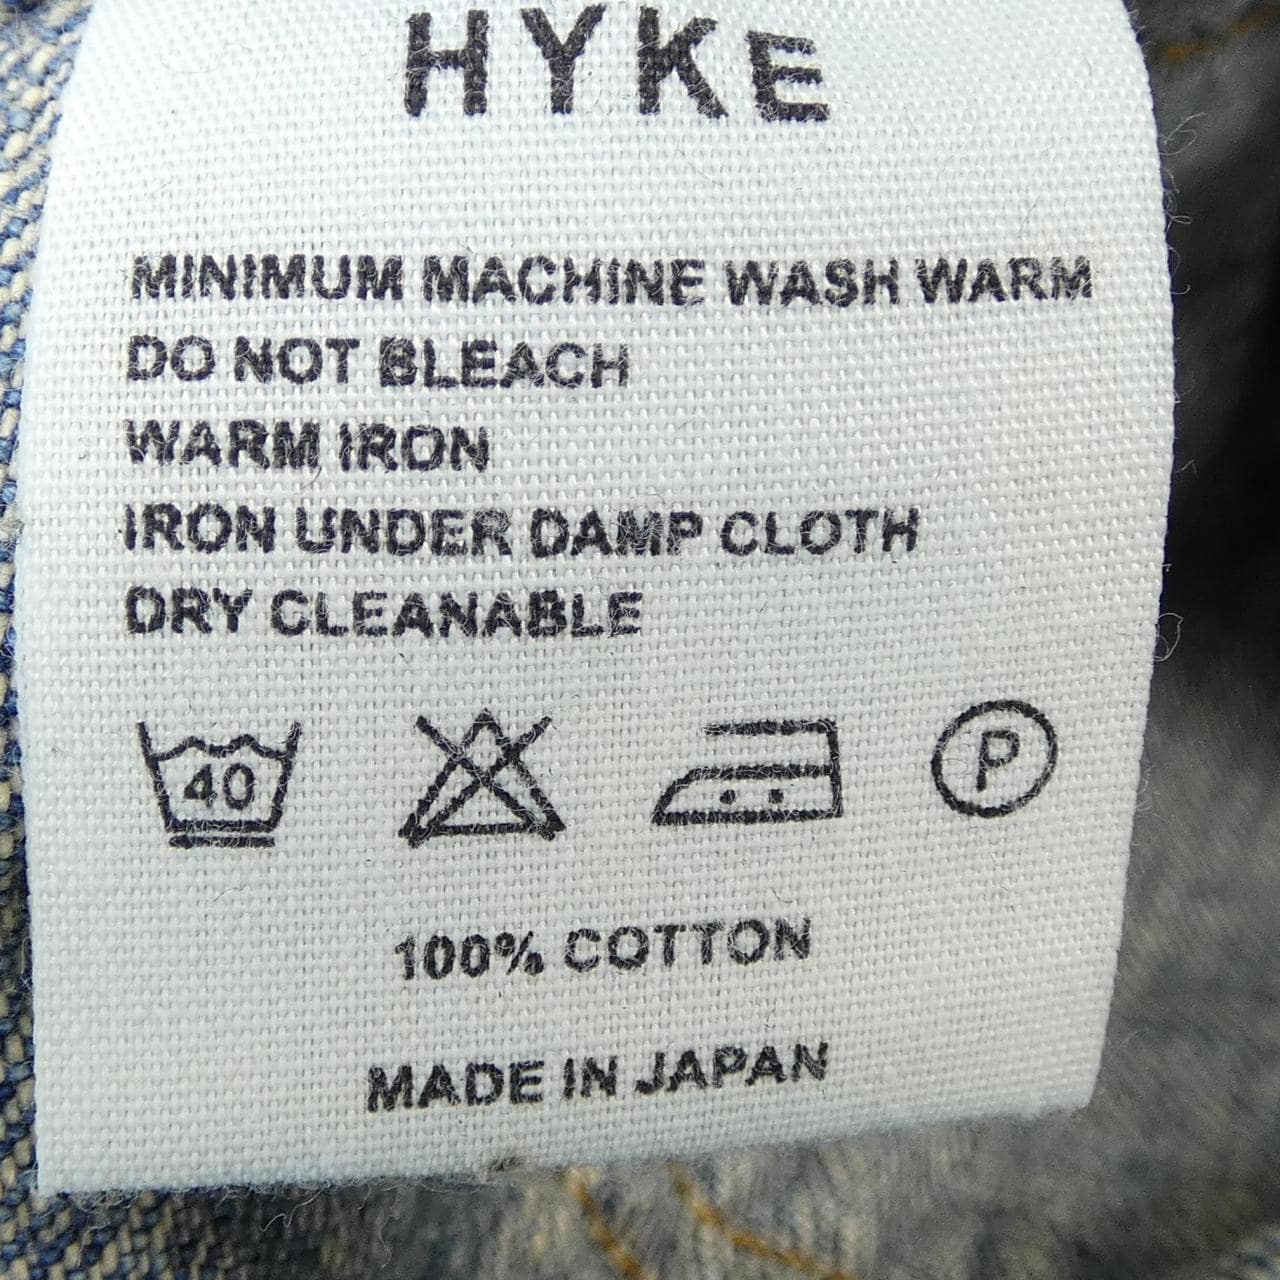 HYKE
MINIMUM MACHINE WASH WARM
DO NOT BLEACH
WARM IRON
IRON UNDER DAMP CLOTH
DRY CLEANABLE
40 P
100% COTTON
MADE IN JAPAN